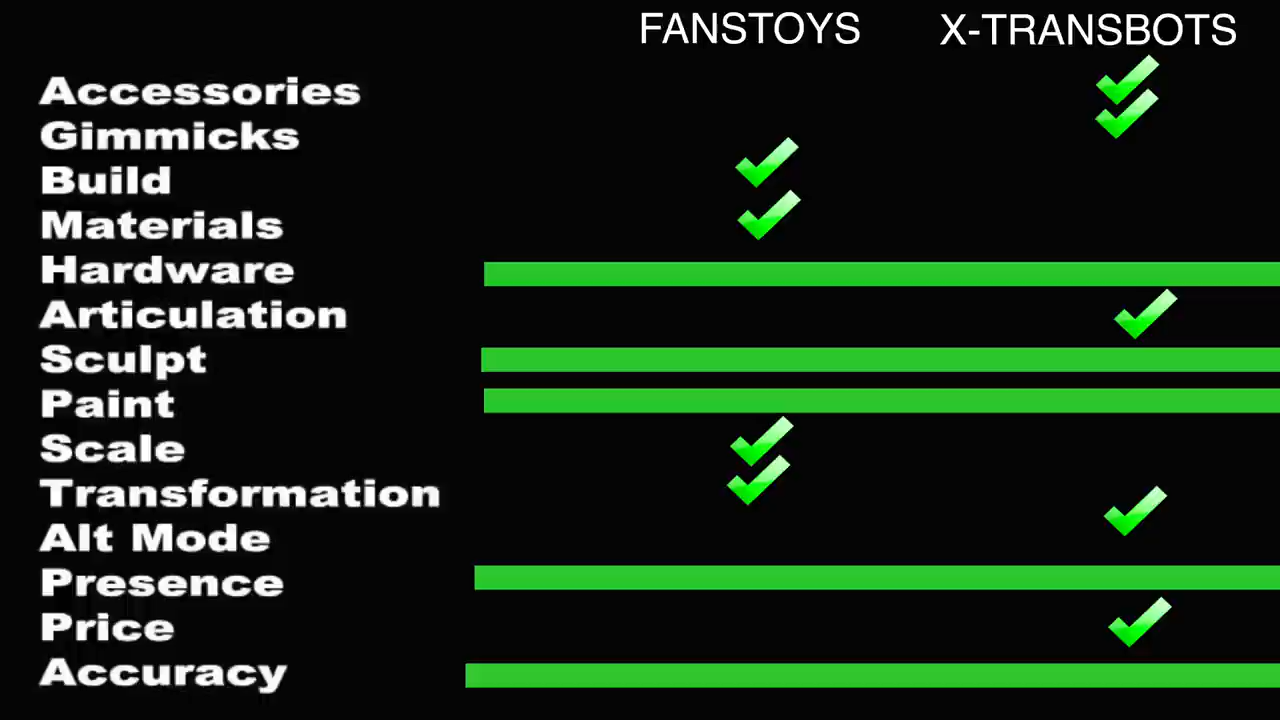 FANSTOYS X-TRANSBOTS
Accessories
Gimmicks
Build
Materials
Hardware
Articulation
Sculpt
Paint
Scale
Transformation
Alt Mode
Presence
Price
Accuracy